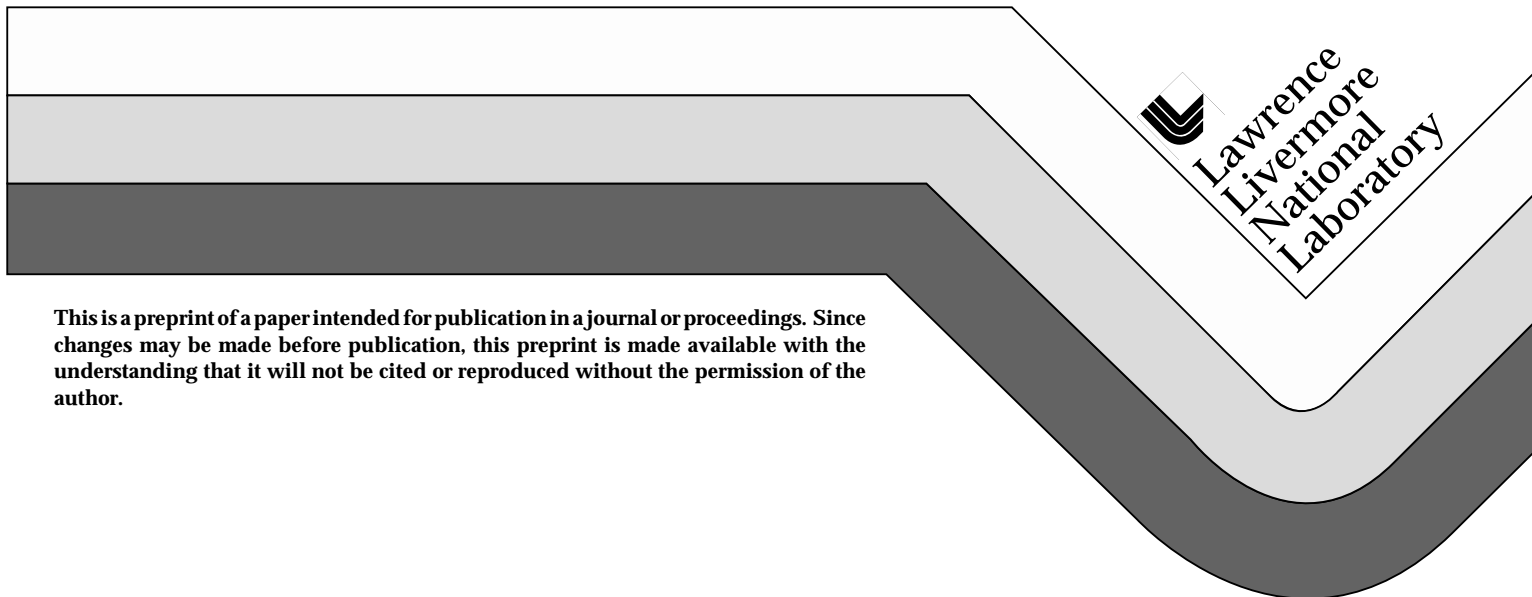 Lawrence
Livermore
National
Laboratory
This is a preprint of a paper intended for publication in a journal or proceedings. Since
changes may be made before publication, this preprint is made available with the
understanding that it will not be cited or reproduced without the permission of the
author.